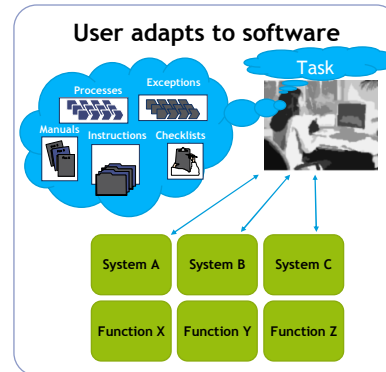 User adapts to software
Task
Processes
Exceptions
Manuals
Instructions
Checklists
System A
System B
System C
Function X
Function Y
Function Z